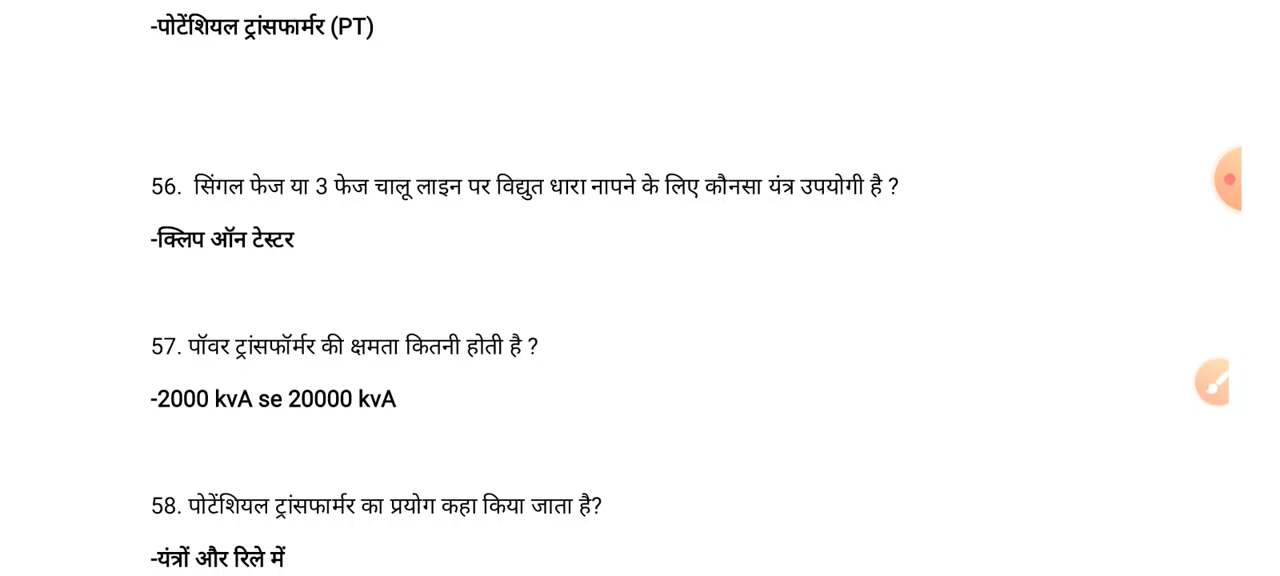 -पोटेंशियल ट्रांसफार्मर (PT)
56. सिंगल फेज या 3 फेज चालू लाइन पर विद्युत धारा नापने के लिए कौनसा यंत्र उपयोगी है ?
-क्लिप ऑन टेस्टर
57. पॉवर ट्रांसफॉर्मर की क्षमता कितनी होती है ?
-2000 kvA se 20000 kvA
58. पोटेंशियल ट्रांसफार्मर का प्रयोग कहा किया जाता है?
-यंत्रों और रिले में